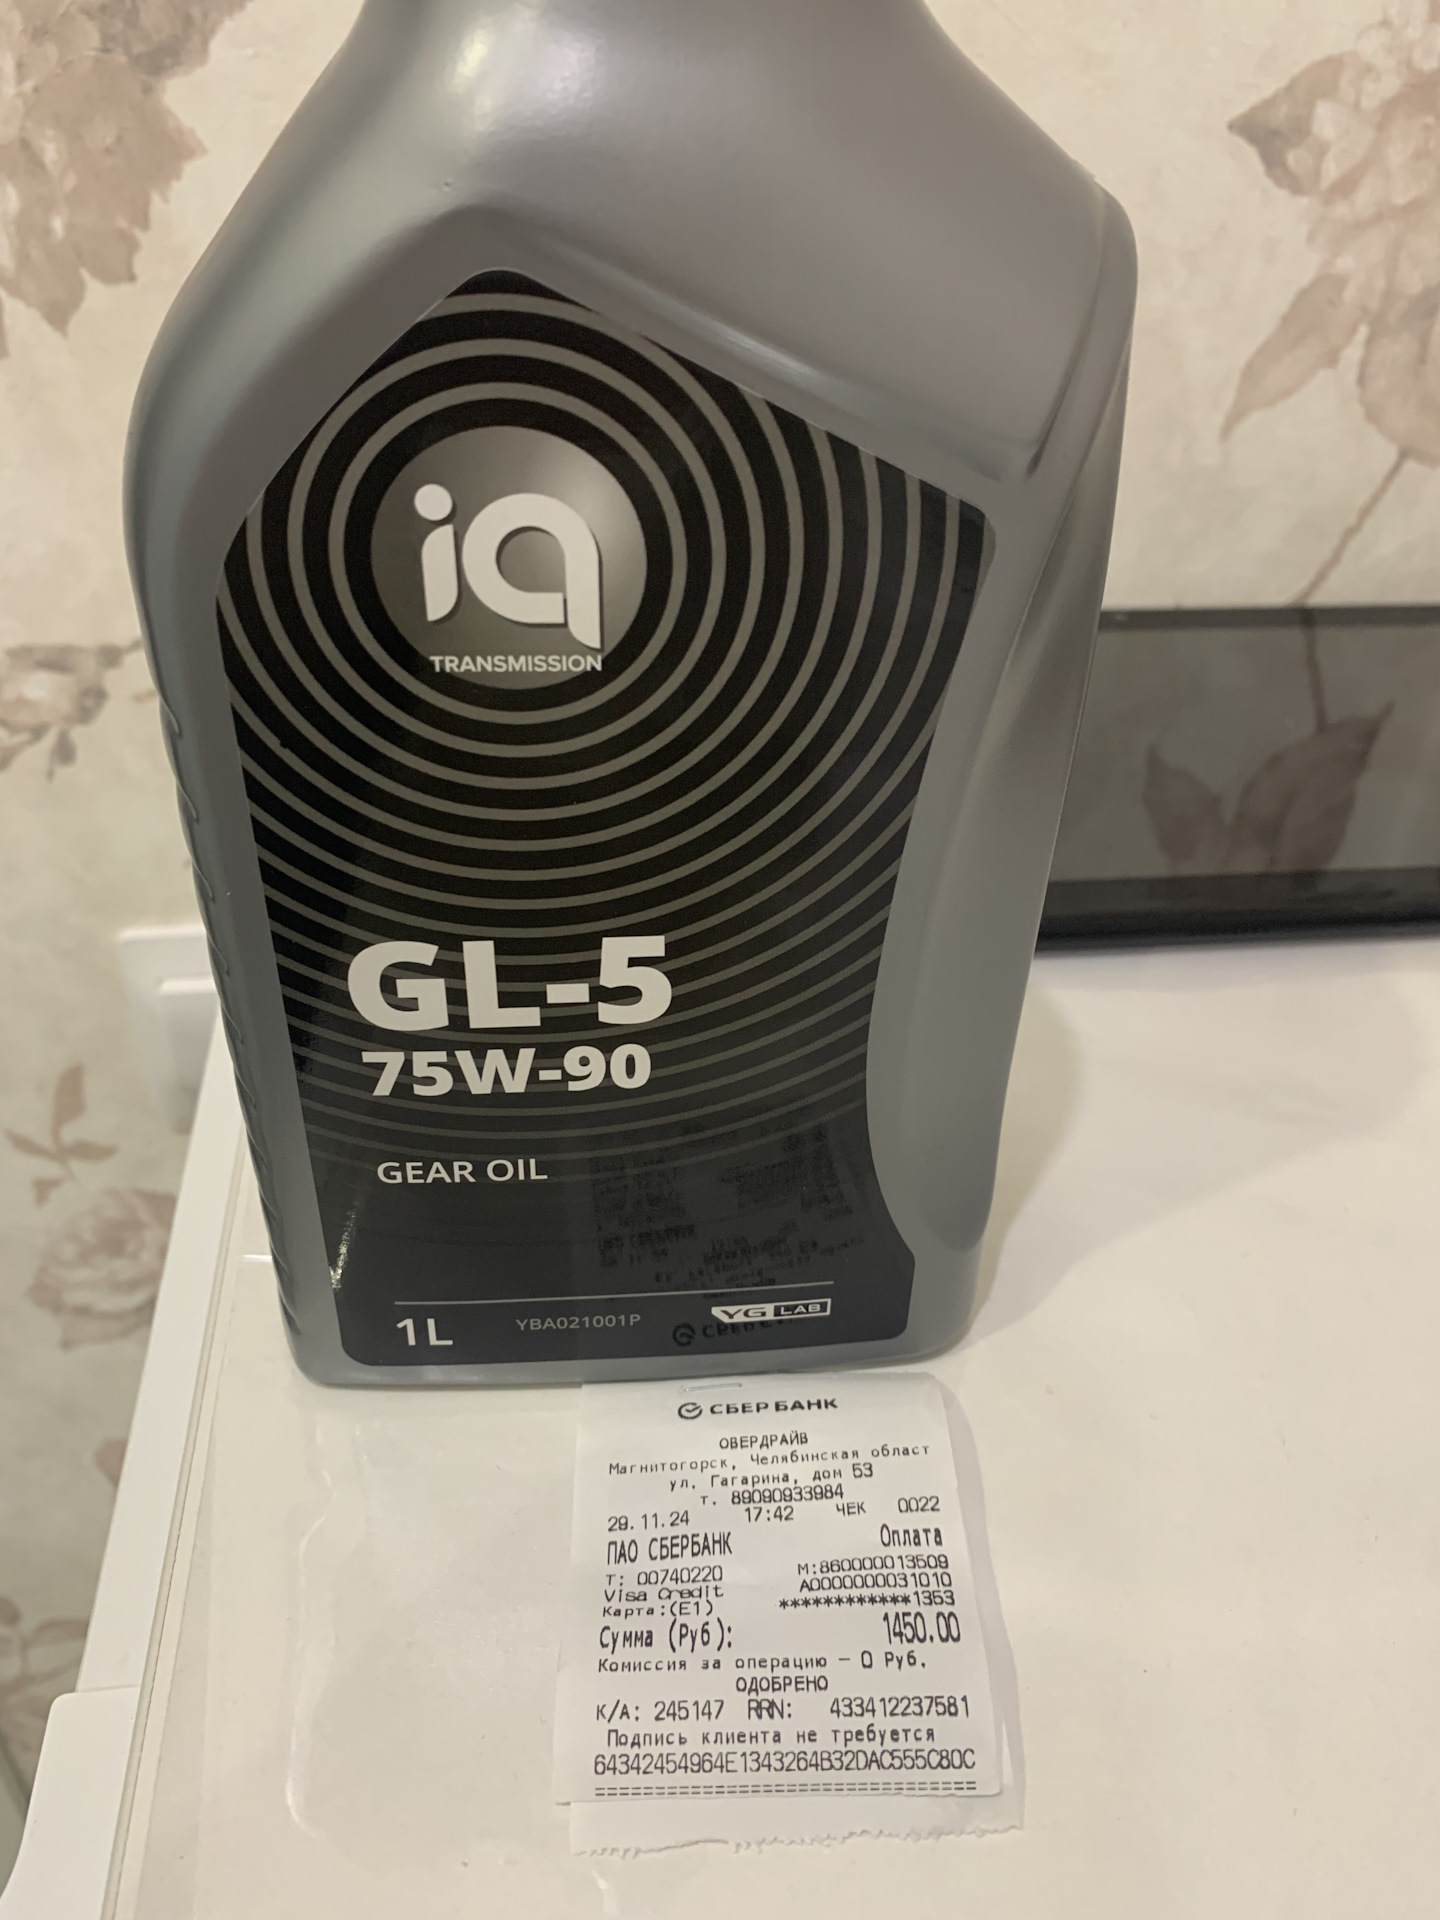 iq
TRANSMISSION
GL-5
75W-90
GEAR OIL
1L YBA021001P YG LAB
СБЕР БАНК
ОВЕРДРАЙВ
Магнитогорск, Челябинская област
ул. Гагарина, дом 53
т. 89090933984
29.11.24 17:42 ЧЕК 0022
ПАО СБЕРБАНК Оплата
Т: 00740220 М:860000013509
Visa Credit A0000000031010
Карта:(E1) ************1353
Сумма (Руб): 1450.00
Комиссия за операцию – 0 Руб.
ОДОБРЕНО
К/А: 245147 RRN: 433412237581
Подпись клиента не требуется
64342454964E1343264B32DAC555C80C
================================